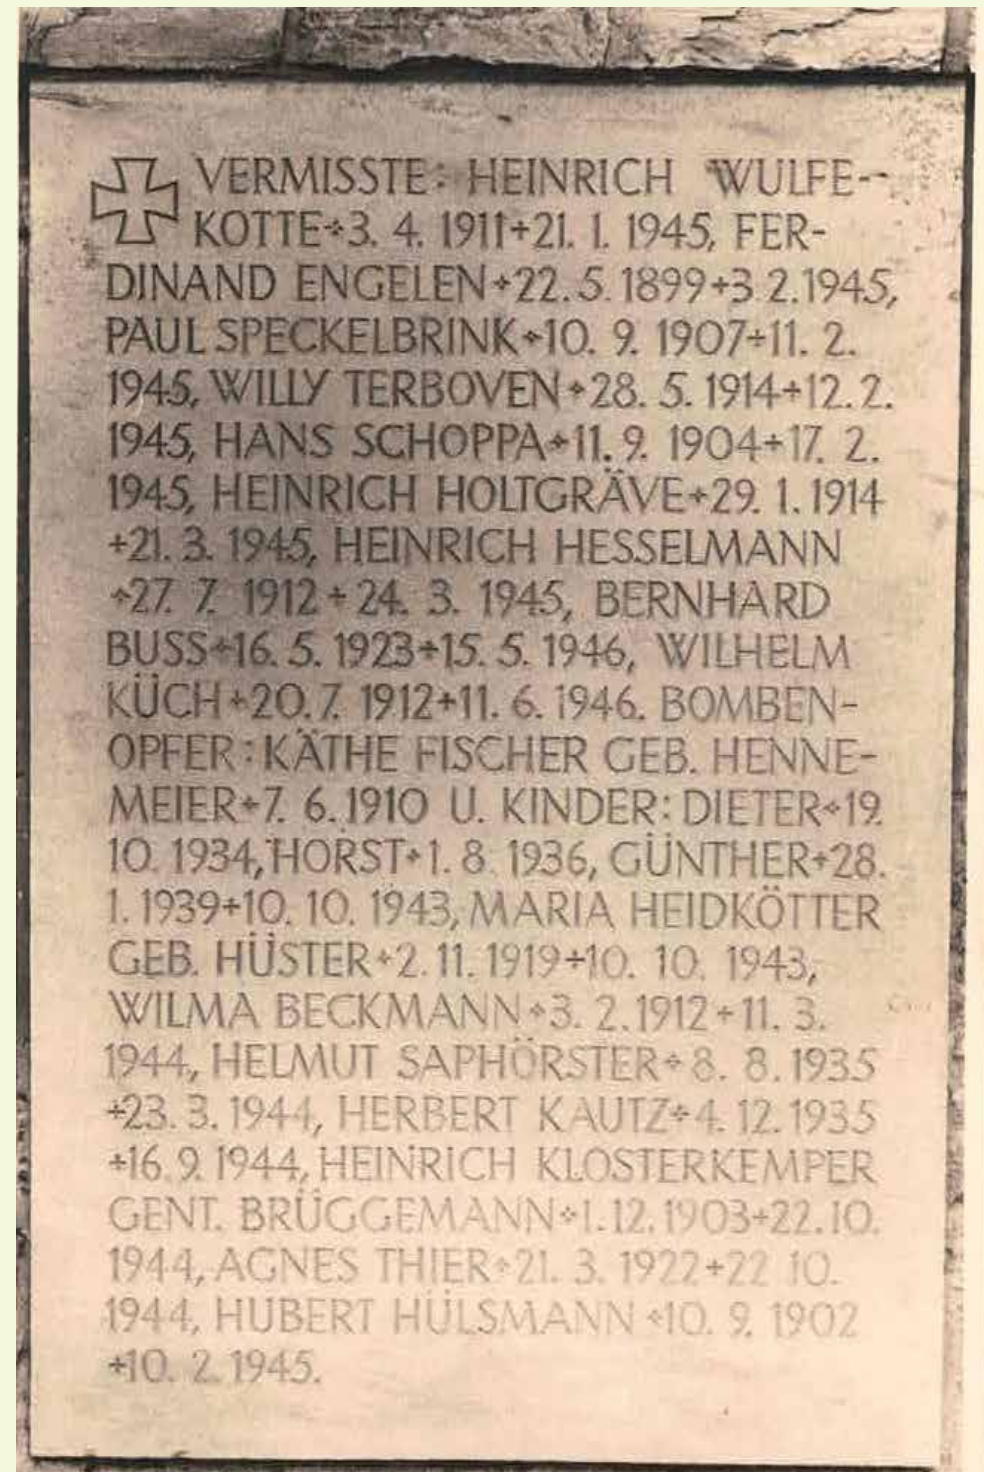 VERMISSTE: HEINRICH WULFE-
KOTTE*3. 4. 1911+21. 1. 1945, FER-
DINAND ENGELEN*22. 5. 1899+3. 2. 1945,
PAUL SPECKELBRINK*10. 9. 1907+11. 2.
1945, WILLY TERBOVEN*28. 5. 1914+12. 2.
1945, HANS SCHOPPA*11. 9. 1904+17. 2.
1945, HEINRICH HOLTGRÄVE*29. 1. 1914
+21. 3. 1945, HEINRICH HESSELMANN
*27. 7. 1912+24. 3. 1945, BERNHARD
BUSS*16. 5. 1923+15. 5. 1946, WILHELM
KÜCH*20. 7. 1912+11. 6. 1946. BOMBEN-
OPFER: KÄTHE FISCHER GEB. HENNE-
MEIER*7. 6. 1910 U. KINDER: DIETER*19.
10. 1934, HORST*1. 8. 1936, GÜNTHER*28.
1. 1939+10. 10. 1943, MARIA HEIDKÖTTER
GEB. HÜSTER*2. 11. 1919+10. 10. 1943,
WILMA BECKMANN*3. 2. 1912+11. 3.
1944, HELMUT SAPHÖRSTER*8. 8. 1935
+23. 3. 1944, HERBERT KAUTZ*4. 12. 1935
+16. 9. 1944, HEINRICH KLOSTERKEMPER
GENT. BRÜGGEMANN*1. 12. 1903+22. 10.
1944, AGNES THIER*21. 3. 1922+22. 10.
1944, HUBERT HÜLSMANN*10. 9. 1902
+10. 2. 1945.